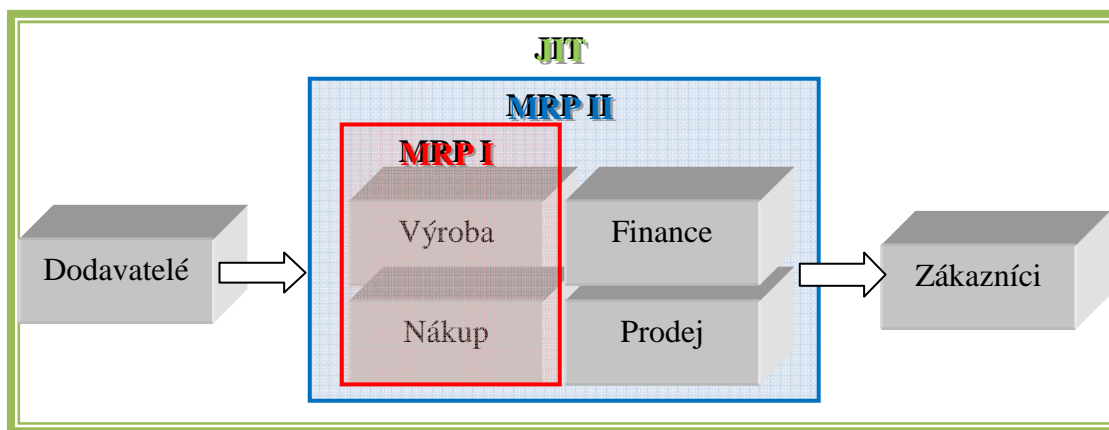 JIT
MRP II
MRP I
Výroba
Finance
Dodavatelé
Zákazníci
Nákup
Prodej